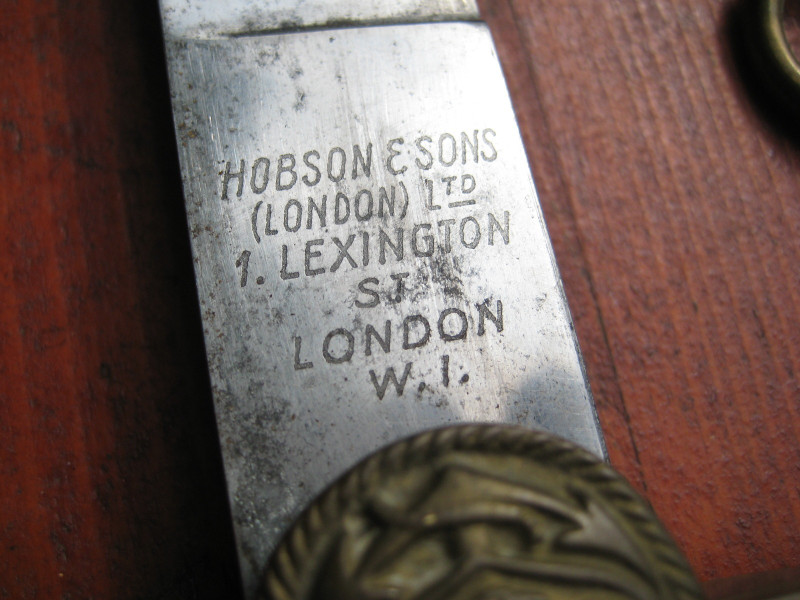 HOBSON & SONS
(LONDON) LTD
1. LEXINGTON
ST
LONDON
W.1.